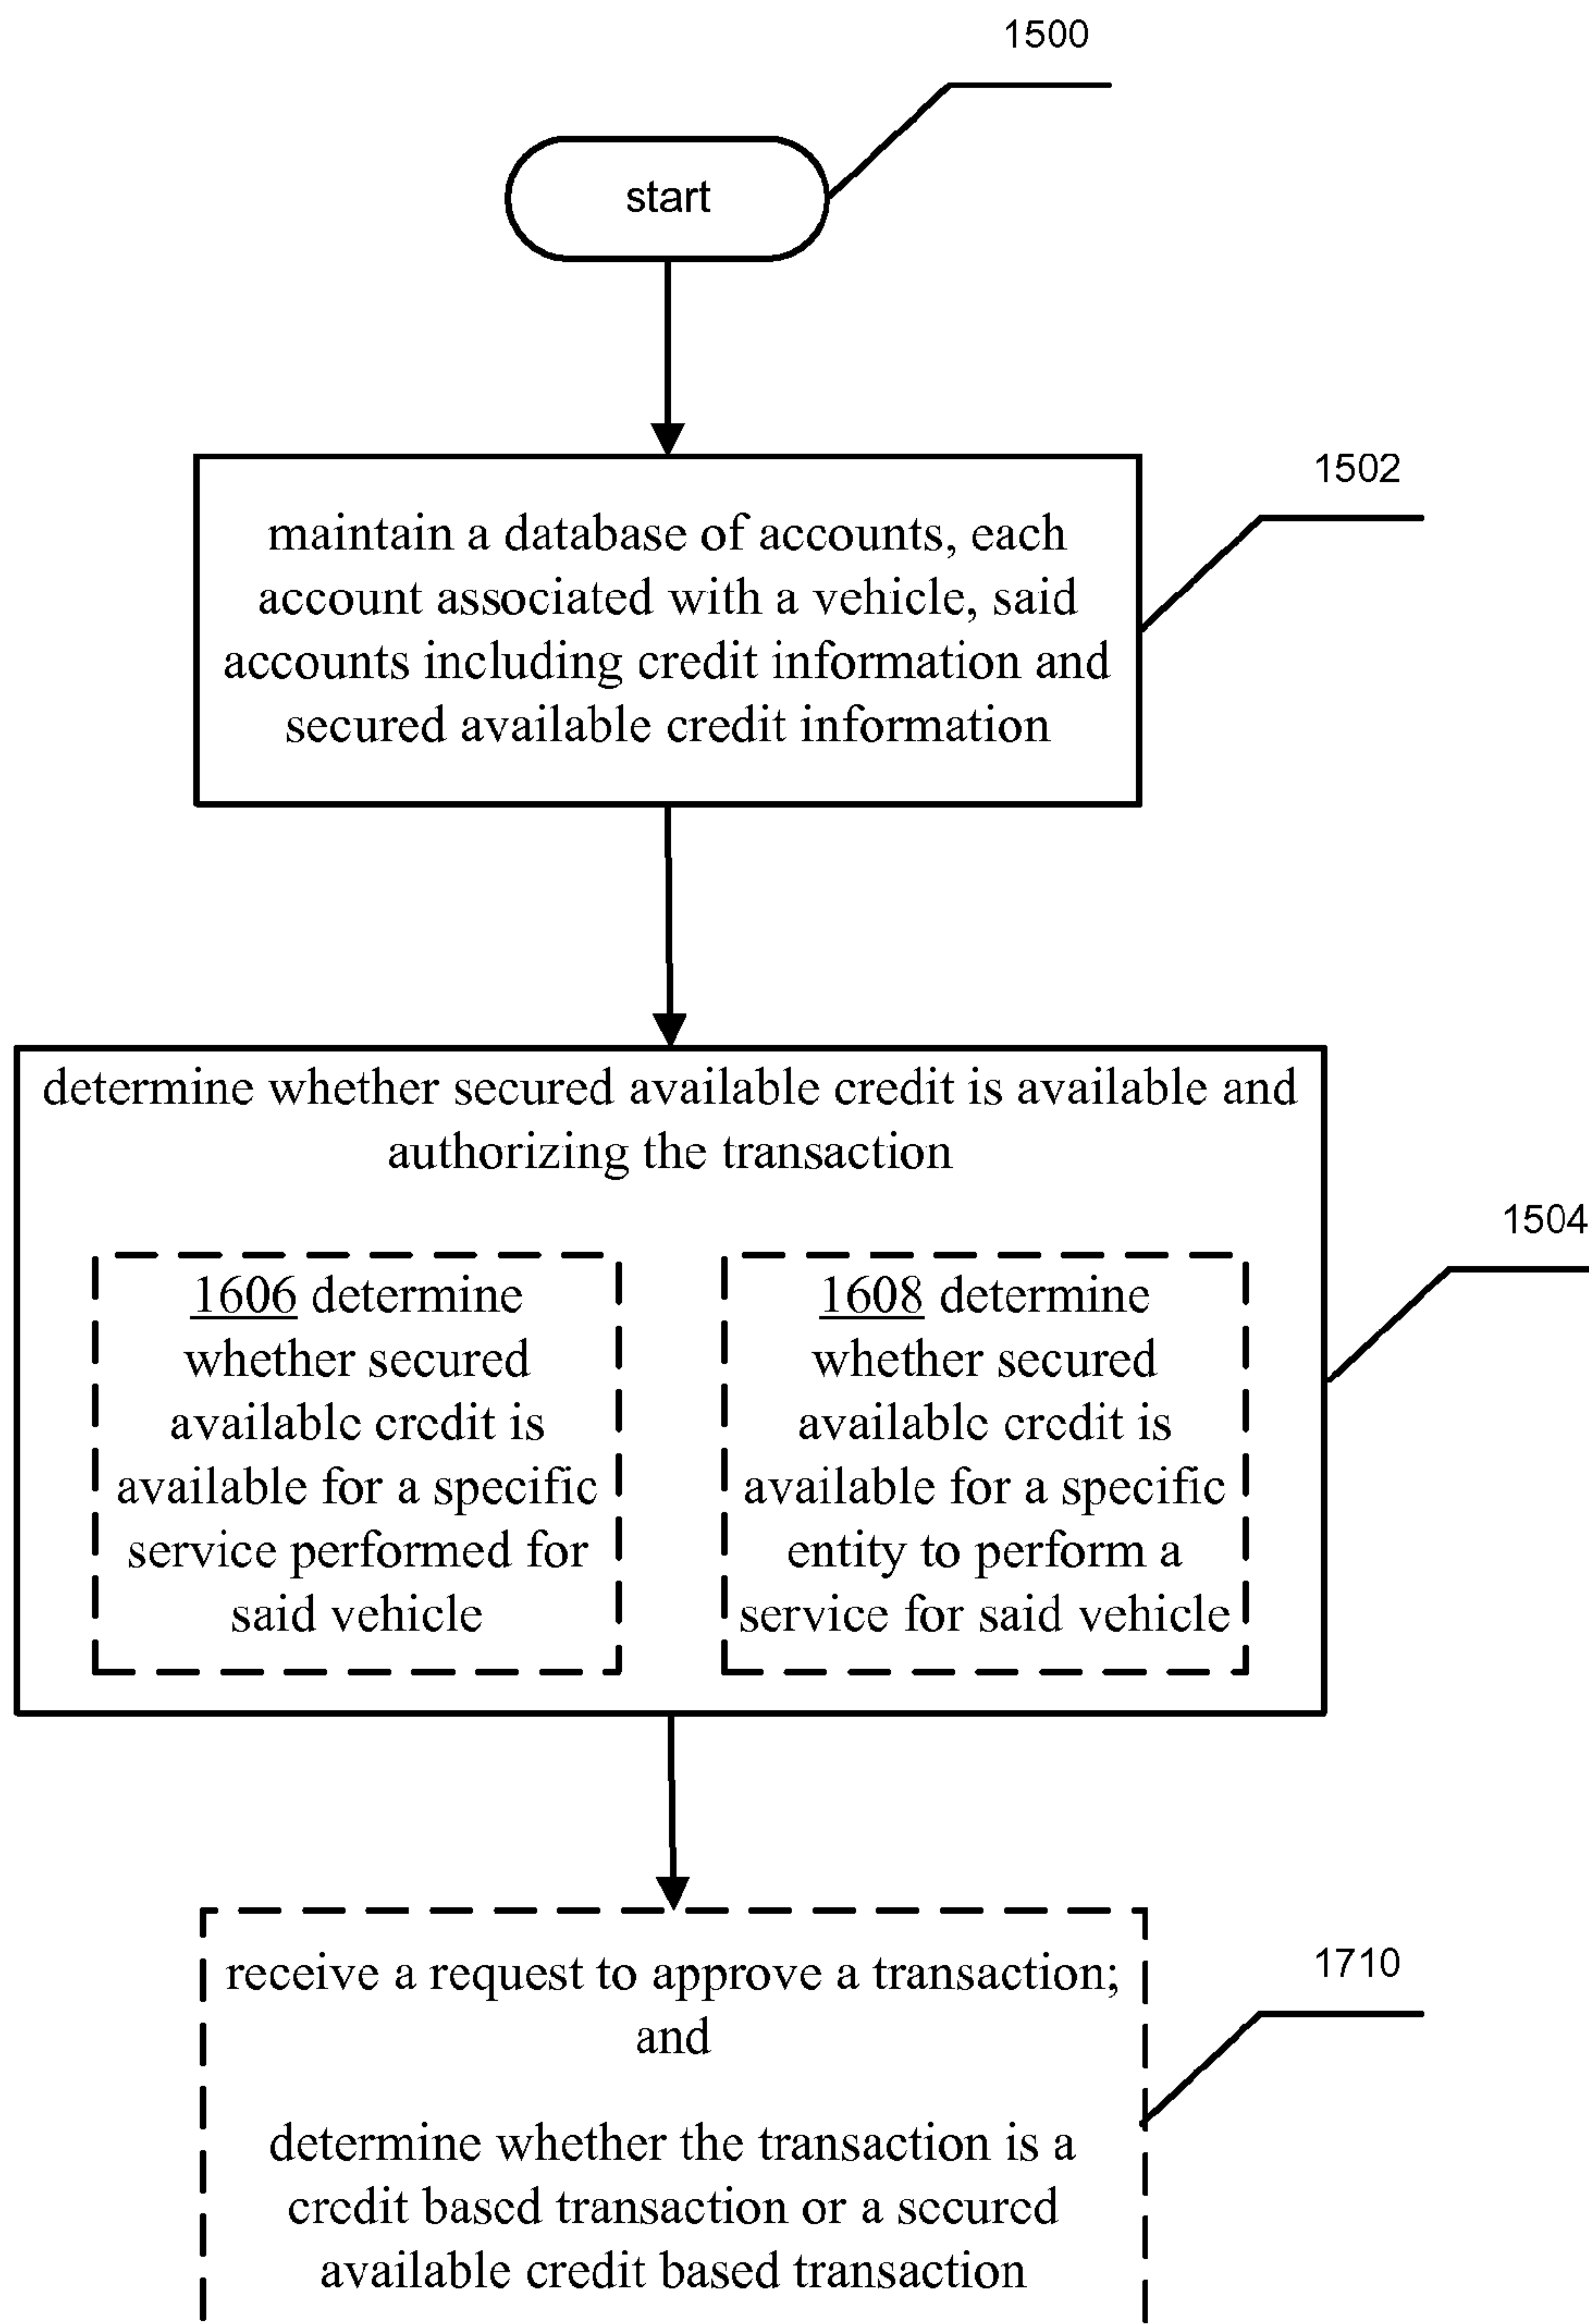 1500
start
1502
maintain a database of accounts, each
account associated with a vehicle, said
accounts including credit information and
secured available credit information
determine whether secured available credit is available and
authorizing the transaction
1504
1606 determine
whether secured
available credit is
available for a specific
service performed for
said vehicle
1608 determine
whether secured
available credit is
available for a specific
entity to perform a
service for said vehicle
1710
receive a request to approve a transaction;
and
determine whether the transaction is a
credit based transaction or a secured
available credit based transaction